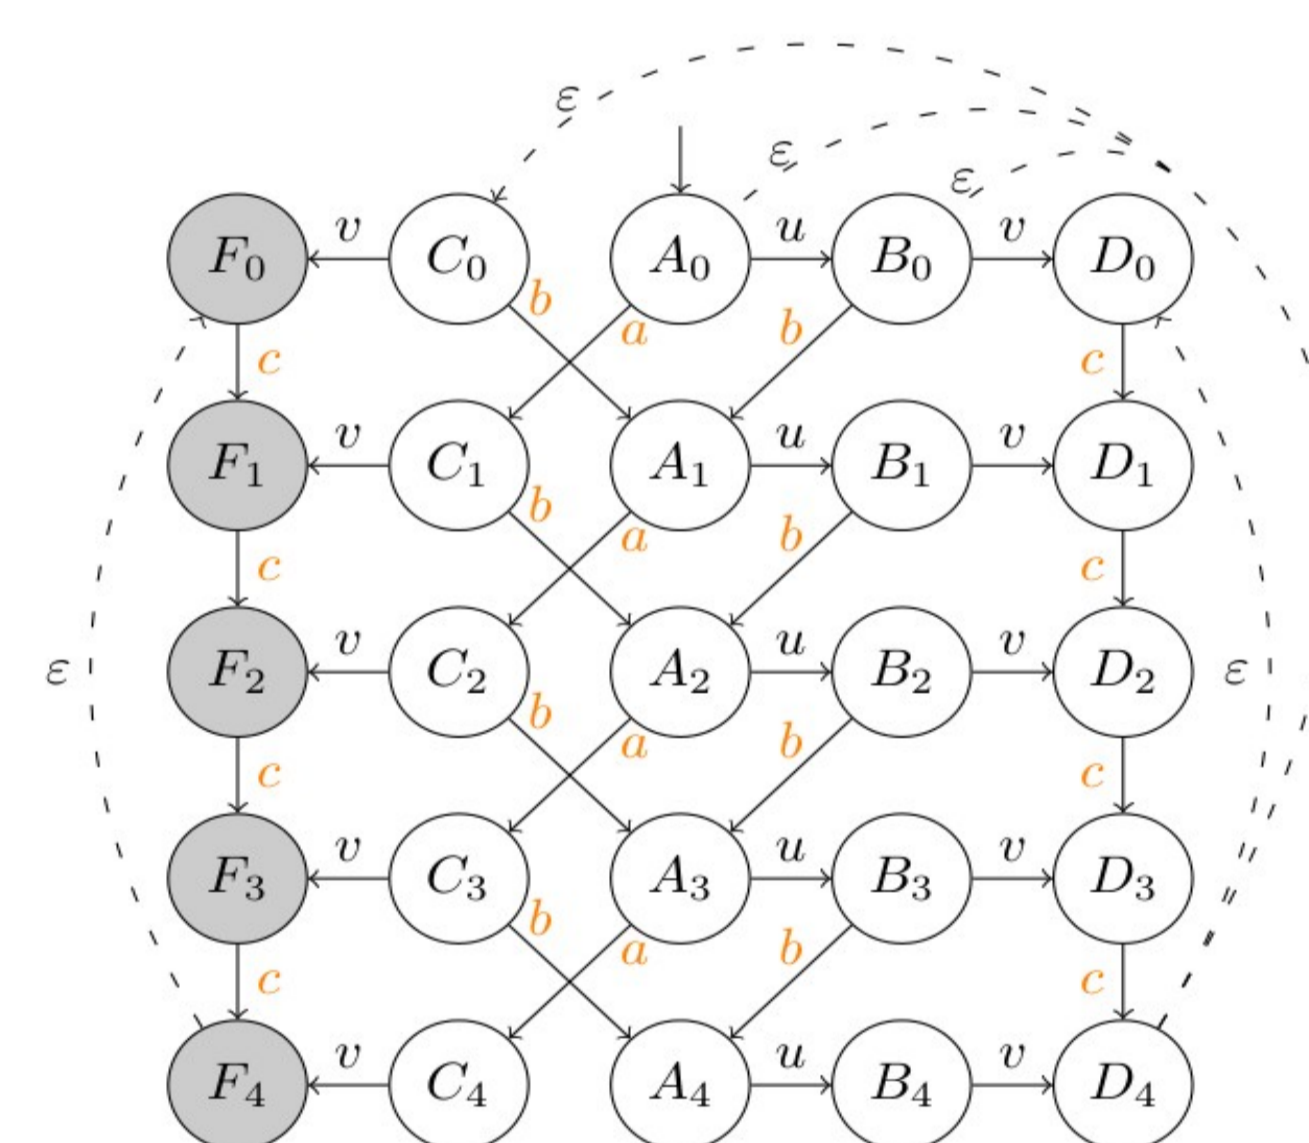 ε
ε
ε
F₀ v C₀ A₀ u B₀ v D₀
b a b
c c
F₁ v C₁ A₁ u B₁ v D₁
b a b
c c
ε F₂ v C₂ A₂ u B₂ v D₂ ε
b a b
c c
F₃ v C₃ A₃ u B₃ v D₃
b a b
c c
F₄ v C₄ A₄ u B₄ v D₄